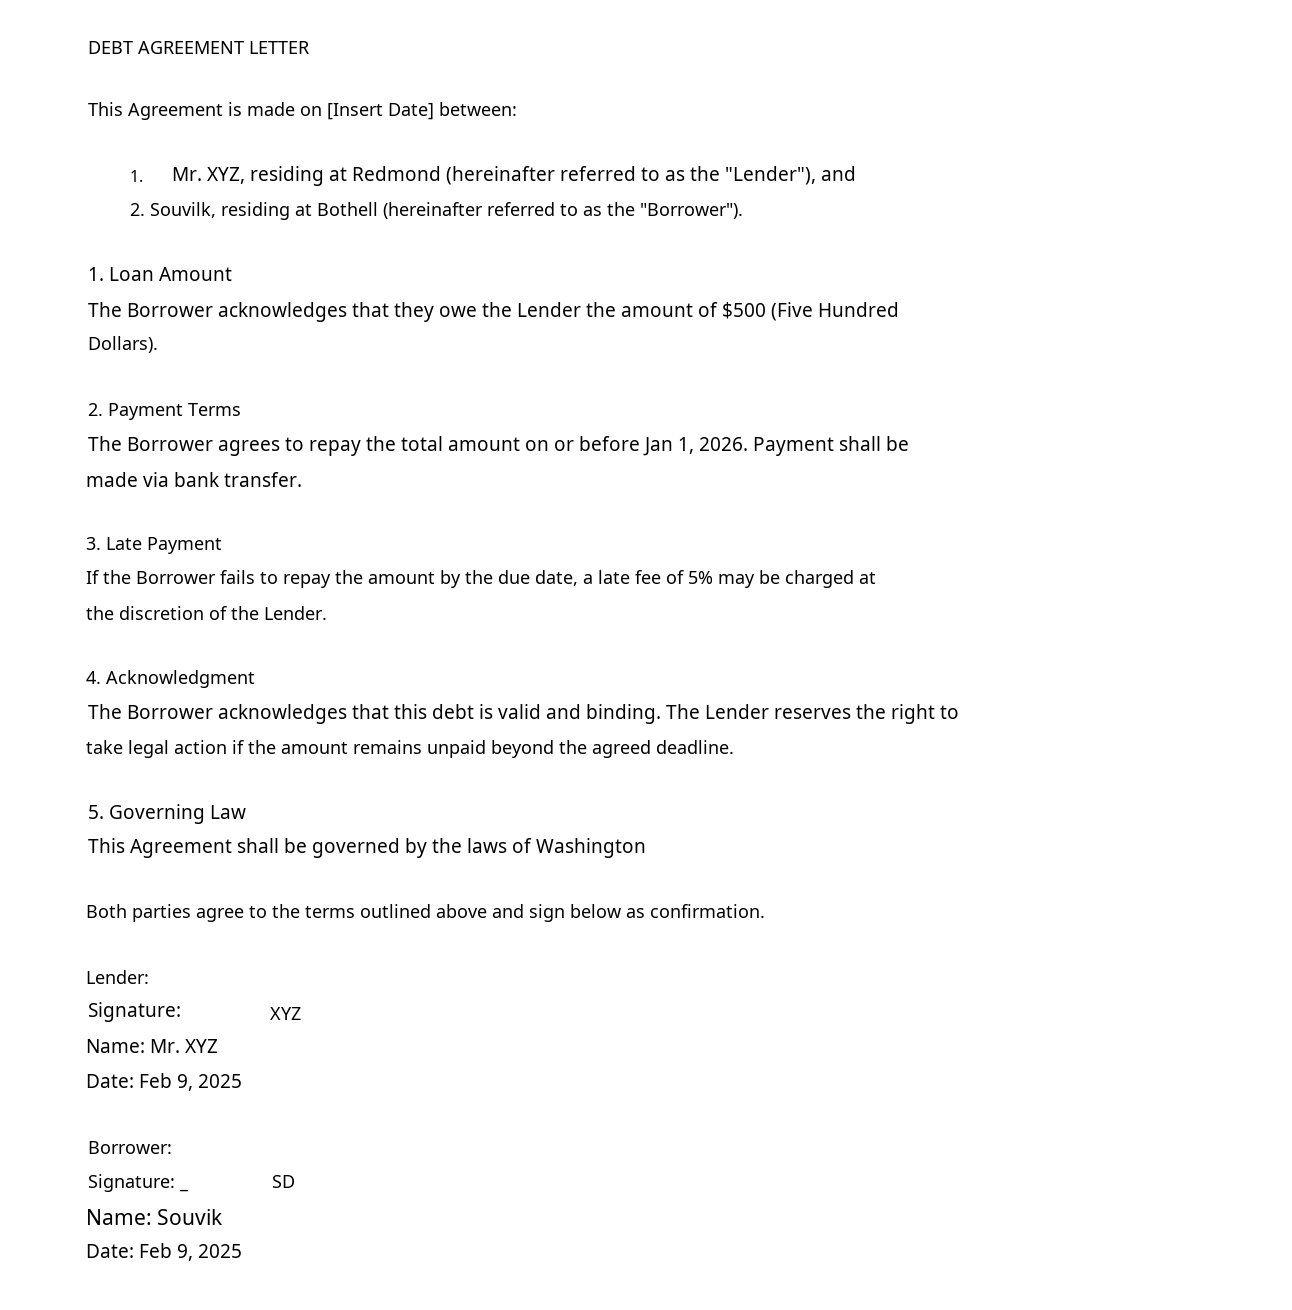 DEBT AGREEMENT LETTER
This Agreement is made on [Insert Date] between:
1. Mr. XYZ, residing at Redmond (hereinafter referred to as the "Lender"), and
2. Souvilk, residing at Bothell (hereinafter referred to as the "Borrower").
1. Loan Amount
The Borrower acknowledges that they owe the Lender the amount of $500 (Five Hundred
Dollars).
2. Payment Terms
The Borrower agrees to repay the total amount on or before Jan 1, 2026. Payment shall be
made via bank transfer.
3. Late Payment
If the Borrower fails to repay the amount by the due date, a late fee of 5% may be charged at
the discretion of the Lender.
4. Acknowledgment
The Borrower acknowledges that this debt is valid and binding. The Lender reserves the right to
take legal action if the amount remains unpaid beyond the agreed deadline.
5. Governing Law
This Agreement shall be governed by the laws of Washington
Both parties agree to the terms outlined above and sign below as confirmation.
Lender:
Signature: XYZ
Name: Mr. XYZ
Date: Feb 9, 2025
Borrower:
Signature: _ SD
Name: Souvik
Date: Feb 9, 2025